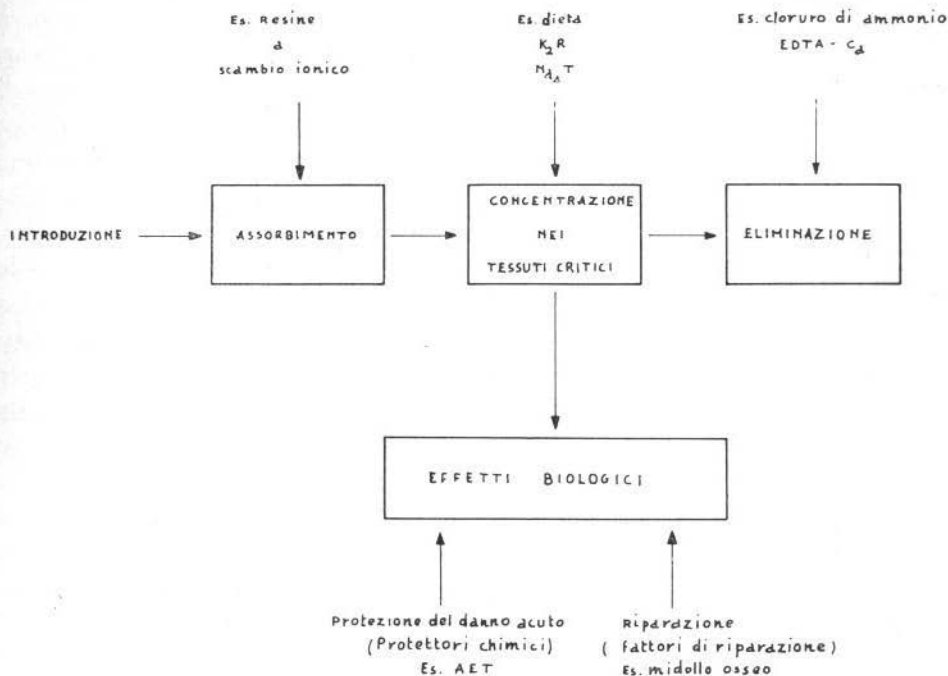 Es. Resine
a
scambio ionico
Es. dieta
K₂R
Es. cloruro di ammonio
EDTA - Ca
INTRODUZIONE
ASSORBIMENTO
CONCENTRAZIONE
NEI
TESSUTI CRITICI
ELIMINAZIONE
EFFETTI BIOLOGICI
Protezione del danno acuto
(Protettori chimici)
Es. AET
Riparazione
(fattori di riparazione)
Es. midollo osseo